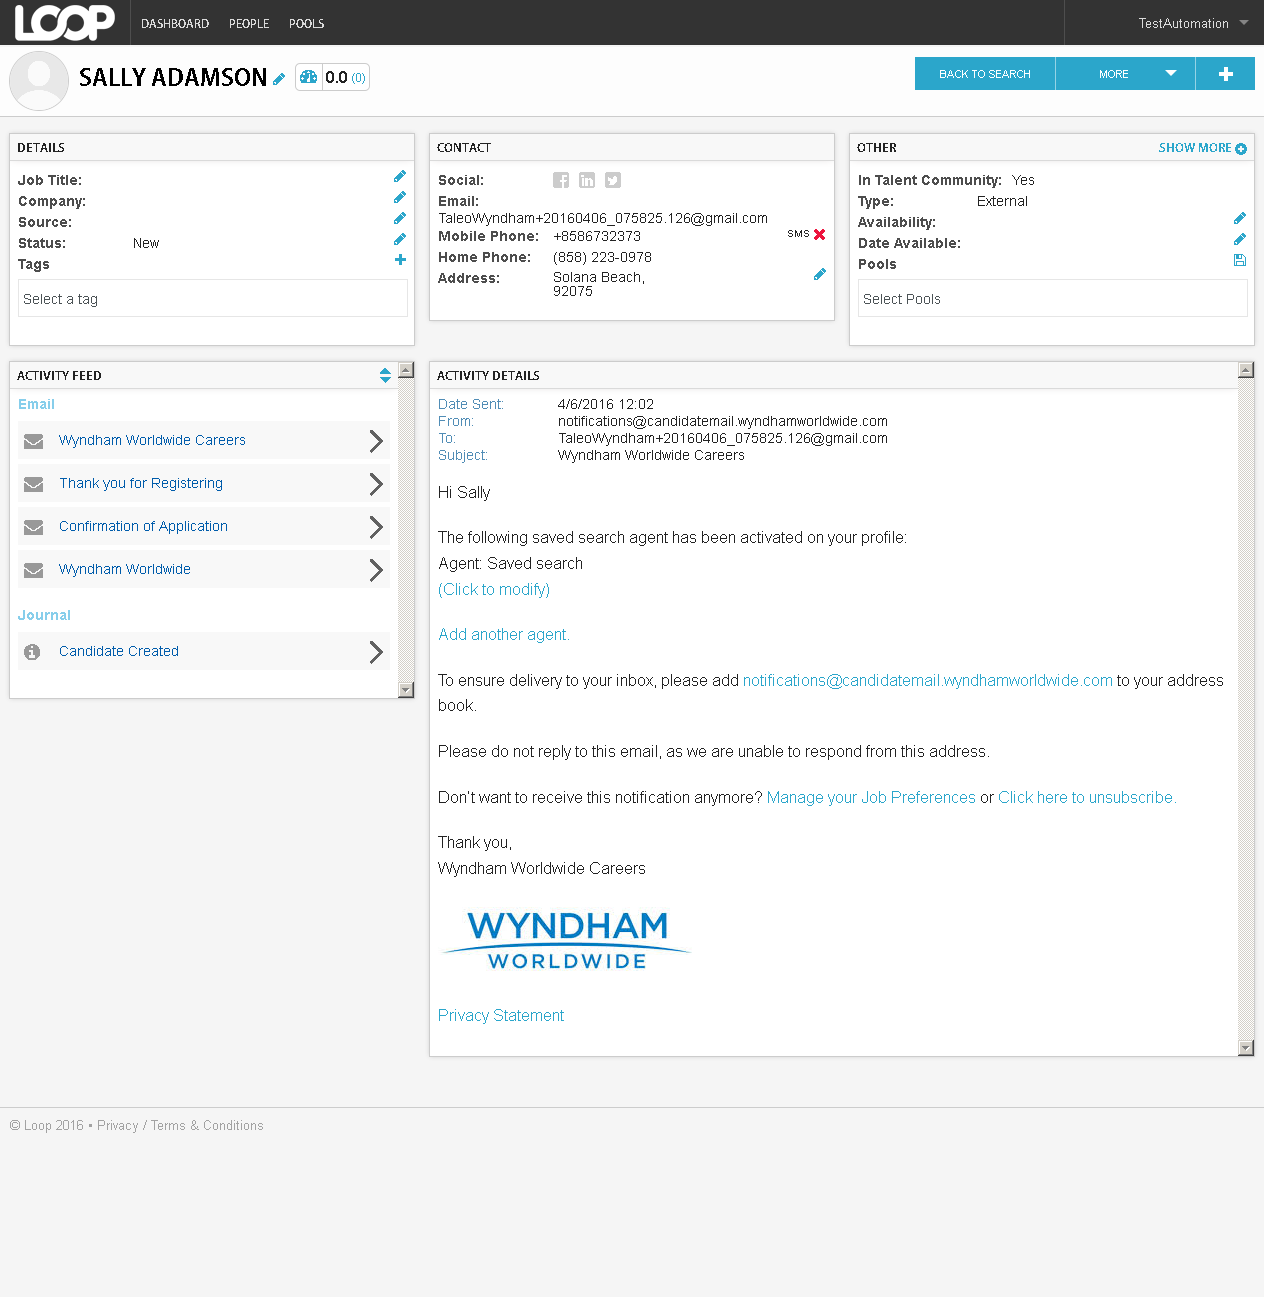 LOOP
DASHBOARD PEOPLE POOLS
TestAutomation
SALLY ADAMSON
0.0 (0)
BACK TO SEARCH
MORE
DETAILS
Job Title:
Company:
Source:
Status: New
Tags
Select a tag
CONTACT
Social:
Email:
TaleoWyndham+20160406_075825.126@gmail.com
Mobile Phone: +8586732373 SMS
Home Phone: (858) 223-0978
Address: Solana Beach,
92075
OTHER SHOW MORE
In Talent Community: Yes
Type: External
Availability:
Date Available:
Pools
Select Pools
ACTIVITY FEED
Email
Wyndham Worldwide Careers
Thank you for Registering
Confirmation of Application
Wyndham Worldwide
Journal
Candidate Created
ACTIVITY DETAILS
Date Sent: 4/6/2016 12:02
From: notifications@candidatemail.wyndhamworldwide.com
To: TaleoWyndham+20160406_075825.126@gmail.com
Subject: Wyndham Worldwide Careers
Hi Sally
The following saved search agent has been activated on your profile:
Agent: Saved search
(Click to modify)
Add another agent.
To ensure delivery to your inbox, please add notifications@candidatemail.wyndhamworldwide.com to your address
book.
Please do not reply to this email, as we are unable to respond from this address.
Don't want to receive this notification anymore? Manage your Job Preferences or Click here to unsubscribe.
Thank you,
Wyndham Worldwide Careers
WYNDHAM
WORLDWIDE
Privacy Statement
© Loop 2016 • Privacy / Terms & Conditions